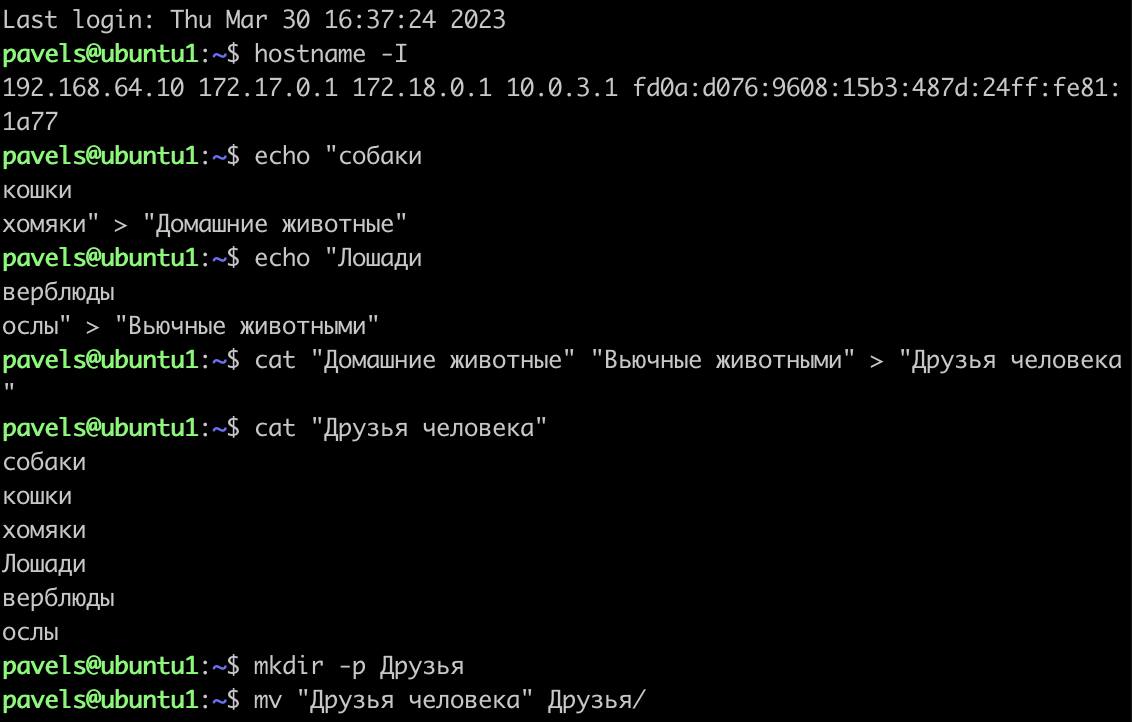 Last login: Thu Mar 30 16:37:24 2023
pavels@ubuntu1:~$ hostname -I
192.168.64.10 172.17.0.1 172.18.0.1 10.0.3.1 fd0a:d076:9608:15b3:487d:24ff:fe81:
1a77
pavels@ubuntu1:~$ echo "собаки
кошки
хомяки" > "Домашние животные"
pavels@ubuntu1:~$ echo "Лошади
верблюды
ослы" > "Вьючные животными"
pavels@ubuntu1:~$ cat "Домашние животные" "Вьючные животными" > "Друзья человека
"
pavels@ubuntu1:~$ cat "Друзья человека"
собаки
кошки
хомяки
Лошади
верблюды
ослы
pavels@ubuntu1:~$ mkdir -p Друзья
pavels@ubuntu1:~$ mv "Друзья человека" Друзья/